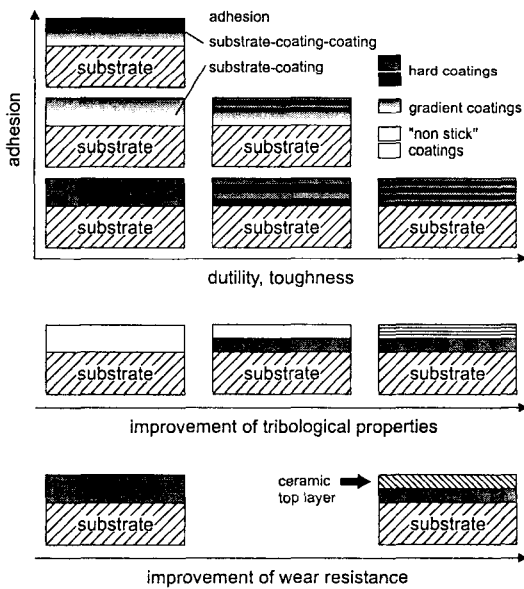 adhesion
substrate-coating-coating
substrate-coating
substrate
hard coatings
gradient coatings
"non stick"
coatings
substrate
substrate
substrate
substrate
substrate
adhesion
dutility, toughness
substrate
substrate
substrate
improvement of tribological properties
ceramic
top layer
substrate
substrate
improvement of wear resistance